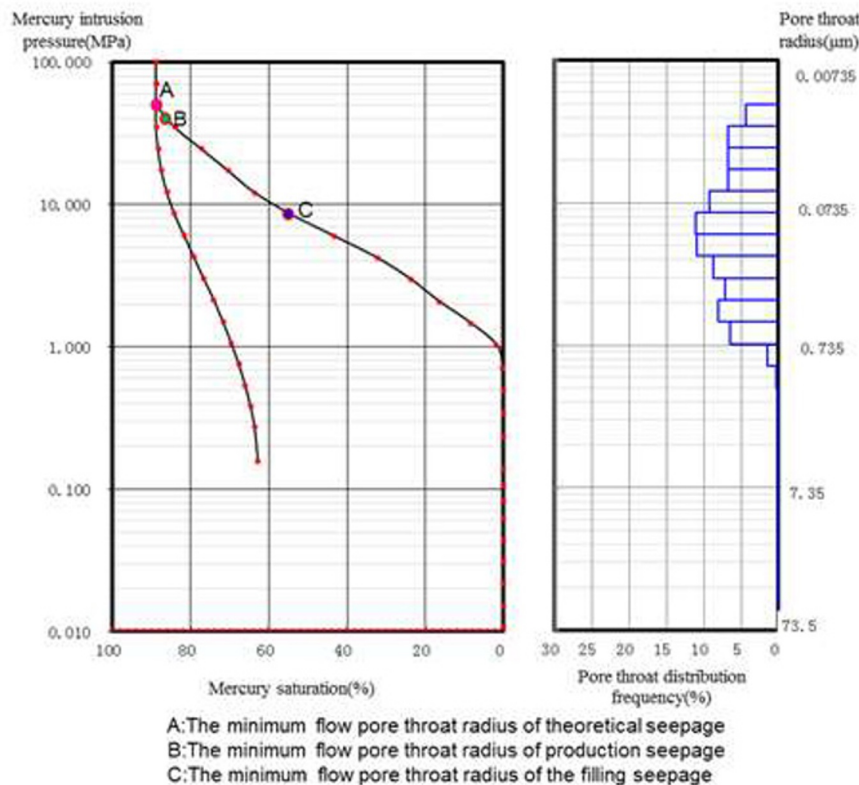 Mercury intrusion
pressure(MPa)
Pore throat
radius(μm)
100.000
10.000
1.000
0.100
0.010
A
B
C
100 80 60 40 20 0
Mercury saturation(%)
0.00735
0.0735
0.735
7.35
73.5
30 25 20 15 10 5 0
Pore throat distribution
frequency(%)
A:The minimum flow pore throat radius of theoretical seepage
B:The minimum flow pore throat radius of production seepage
C:The minimum flow pore throat radius of the filling seepage